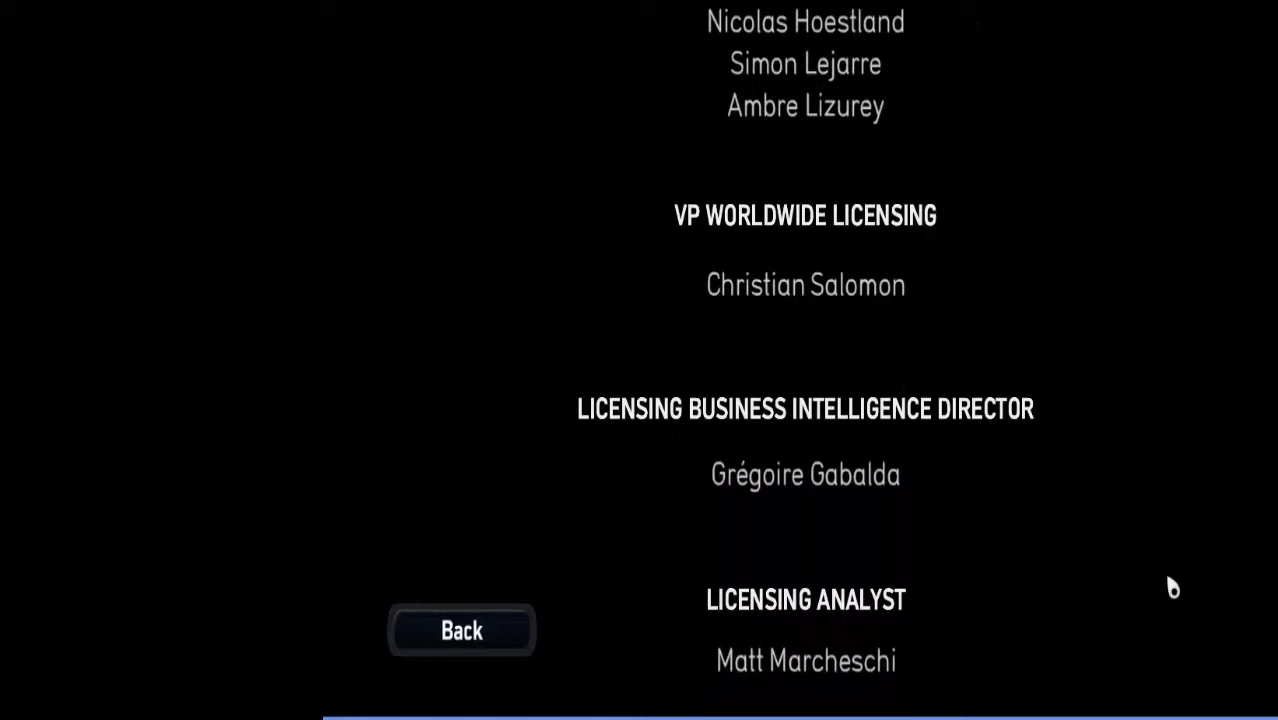 Nicolas Hoestland
Simon Lejarre
Ambre Lizurey
VP WORLDWIDE LICENSING
Christian Salomon
LICENSING BUSINESS INTELLIGENCE DIRECTOR
Grégoire Gabalda
LICENSING ANALYST
Back
Matt Marcheschi